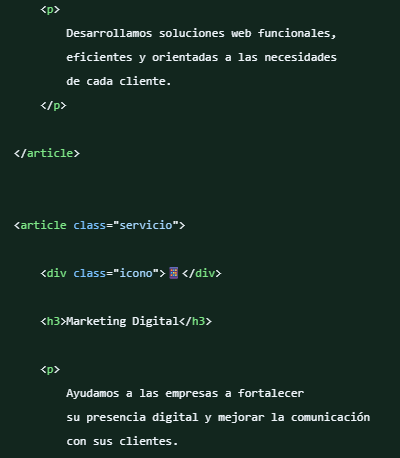 <p>
Desarrollamos soluciones web funcionales,
eficientes y orientadas a las necesidades
de cada cliente.
</p>
</article>
<article class="servicio">
<div class="icono"></div>
<h3>Marketing Digital</h3>
<p>
Ayudamos a las empresas a fortalecer
su presencia digital y mejorar la comunicación
con sus clientes.